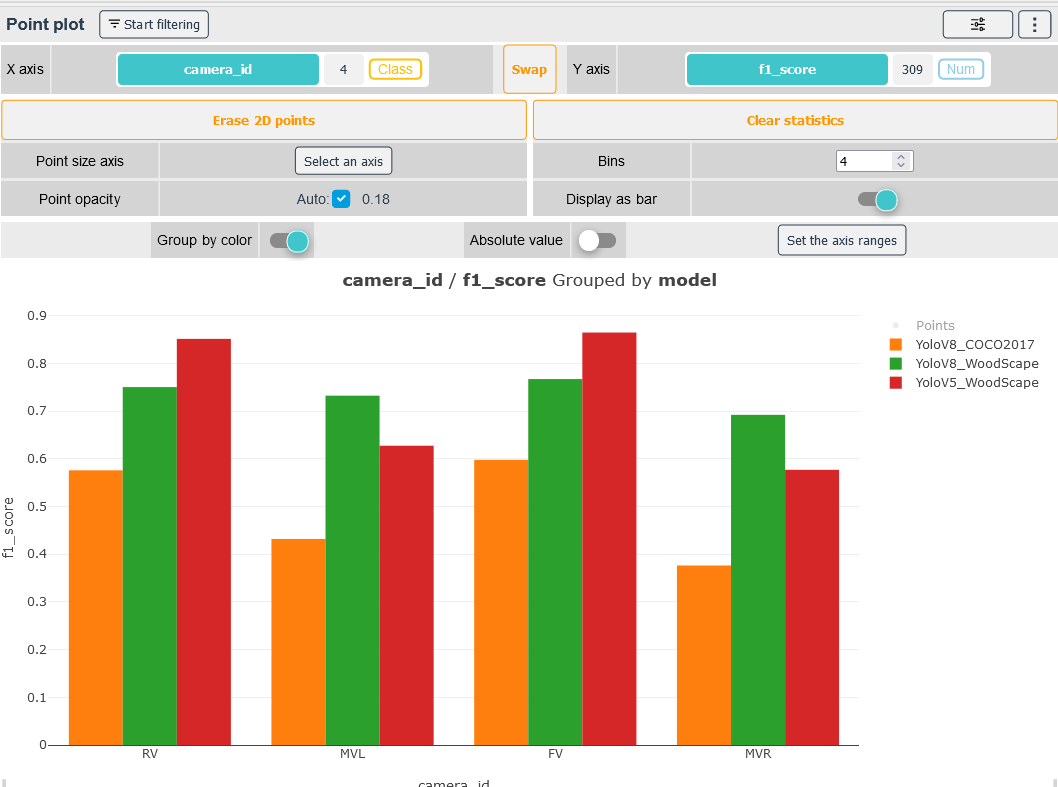 Point plot Start filtering
X axis camera_id 4 Class Swap Y axis f1_score 309 Num
Erase 2D points Clear statistics
Point size axis Select an axis Bins 4
Point opacity Auto: 0.18 Display as bar
Group by color Absolute value Set the axis ranges
camera_id / f1_score Grouped by model
Points
YoloV8_COCO2017
YoloV8_WoodScape
YoloV5_WoodScape
f1_score
0.9
0.8
0.7
0.6
0.5
0.4
0.3
0.2
0.1
0
RV MVL FV MVR
camera_id